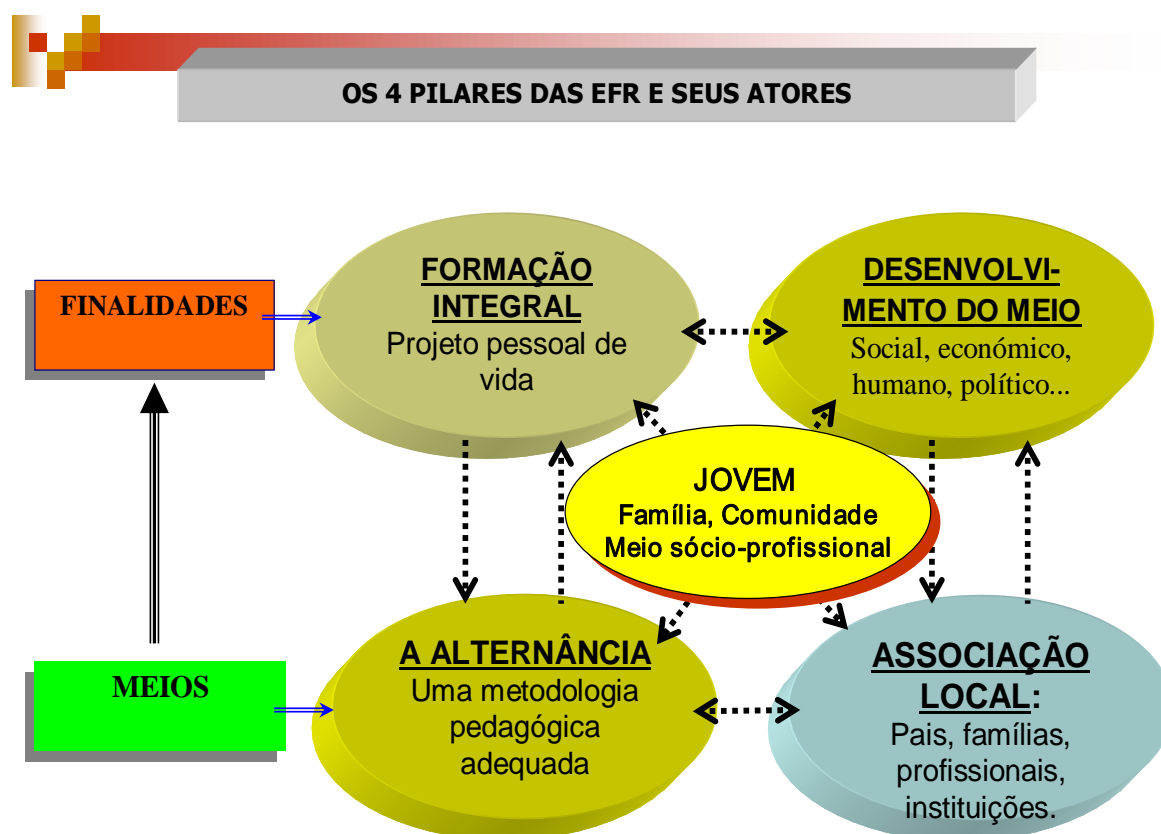 OS 4 PILARES DAS EFR E SEUS ATORES
FINALIDADES
FORMAÇÃO
INTEGRAL
Projeto pessoal de
vida
DESENVOLVI-
MENTO DO MEIO
Social, económico,
humano, político...
JOVEM
Família, Comunidade
Meio sócio-profissional
MEIOS
A ALTERNÂNCIA
Uma metodologia
pedagógica
adequada
ASSOCIAÇÃO
LOCAL:
Pais, famílias,
profissionais,
instituições.